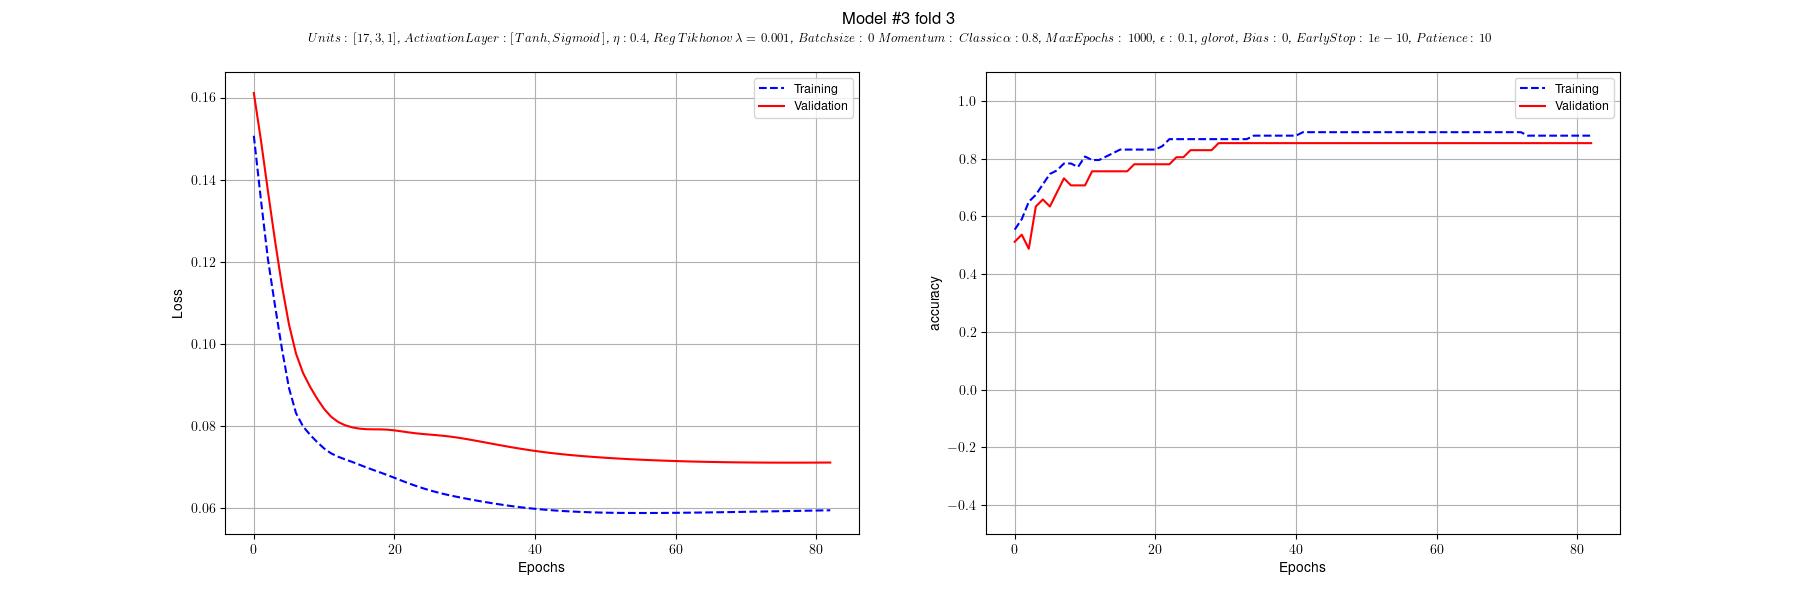 Model #3 fold 3
Units : [17, 3, 1], ActivationLayer : [Tanh, Sigmoid], η : 0.4, Reg Tikhonov λ = 0.001, Batchsize : 0 Momentum : Classicα : 0.8, MaxEpochs : 1000, ϵ : 0.1, glorot, Bias : 0, EarlyStop : 1e − 10, Patience : 10
Training
Validation
0.16
0.14
0.12
0.10
0.08
0.06
Loss
0 20 40 60 80
Epochs
Training
Validation
1.0
0.8
0.6
0.4
0.2
0.0
−0.2
−0.4
accuracy
0 20 40 60 80
Epochs